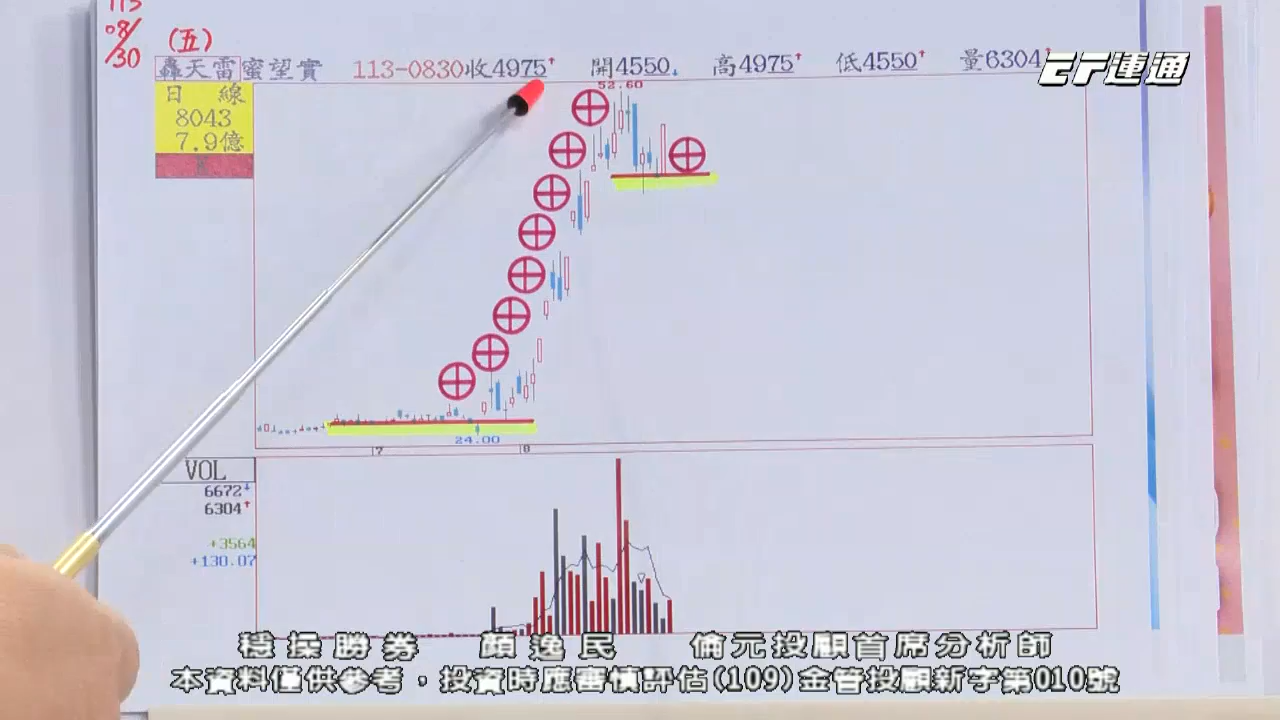 113
08/30
(五)
轟天雷 蜜望實 113-0830收4975↑ 開4550↓ 高4975↑ 低4550↑ 量6304↑
EF連通
日 線
8043
7.9億
52.60
24.00
7 8
VOL
6672↓
6304↑
+3564
+130.07
穩操勝券 顏逸民 倫元投顧首席分析師
本資料僅供參考，投資時應審慎評估(109)金管投顧新字第010號